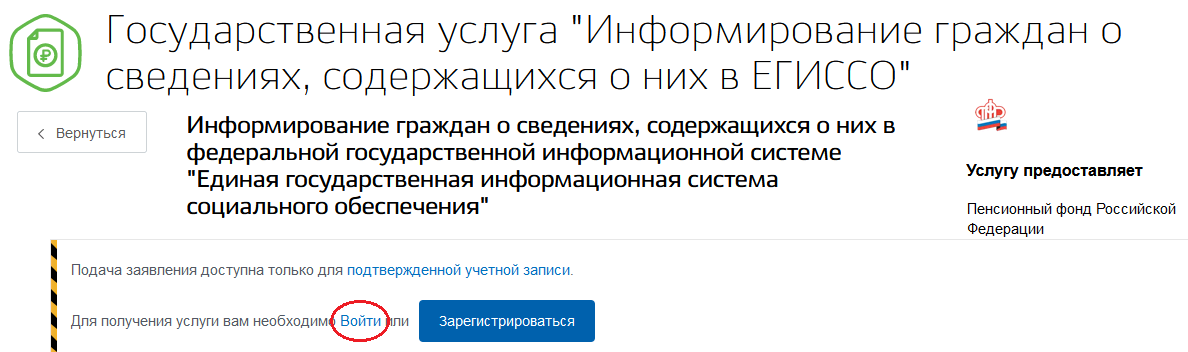 Государственная услуга "Информирование граждан о
сведениях, содержащихся о них в ЕГИССО"
Вернуться
Информирование граждан о сведениях, содержащихся о них в
федеральной государственной информационной системе
"Единая государственная информационная система
социального обеспечения"
Услугу предоставляет
Пенсионный фонд Российской
Федерации
Подача заявления доступна только для подтвержденной учетной записи.
Для получения услуги вам необходимо Войти или Зарегистрироваться